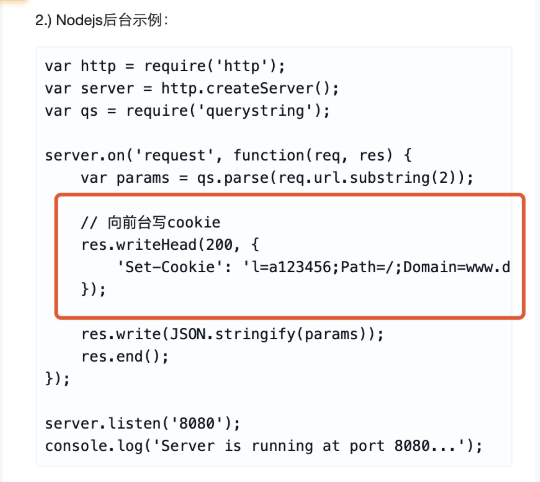 2.) Nodejs后台示例：
var http = require('http');
var server = http.createServer();
var qs = require('querystring');
server.on('request', function(req, res) {
var params = qs.parse(req.url.substring(2));
// 向前台写cookie
res.writeHead(200, {
'Set-Cookie': 'l=a123456;Path=/;Domain=www.d
});
res.write(JSON.stringify(params));
res.end();
});
server.listen('8080');
console.log('Server is running at port 8080...');